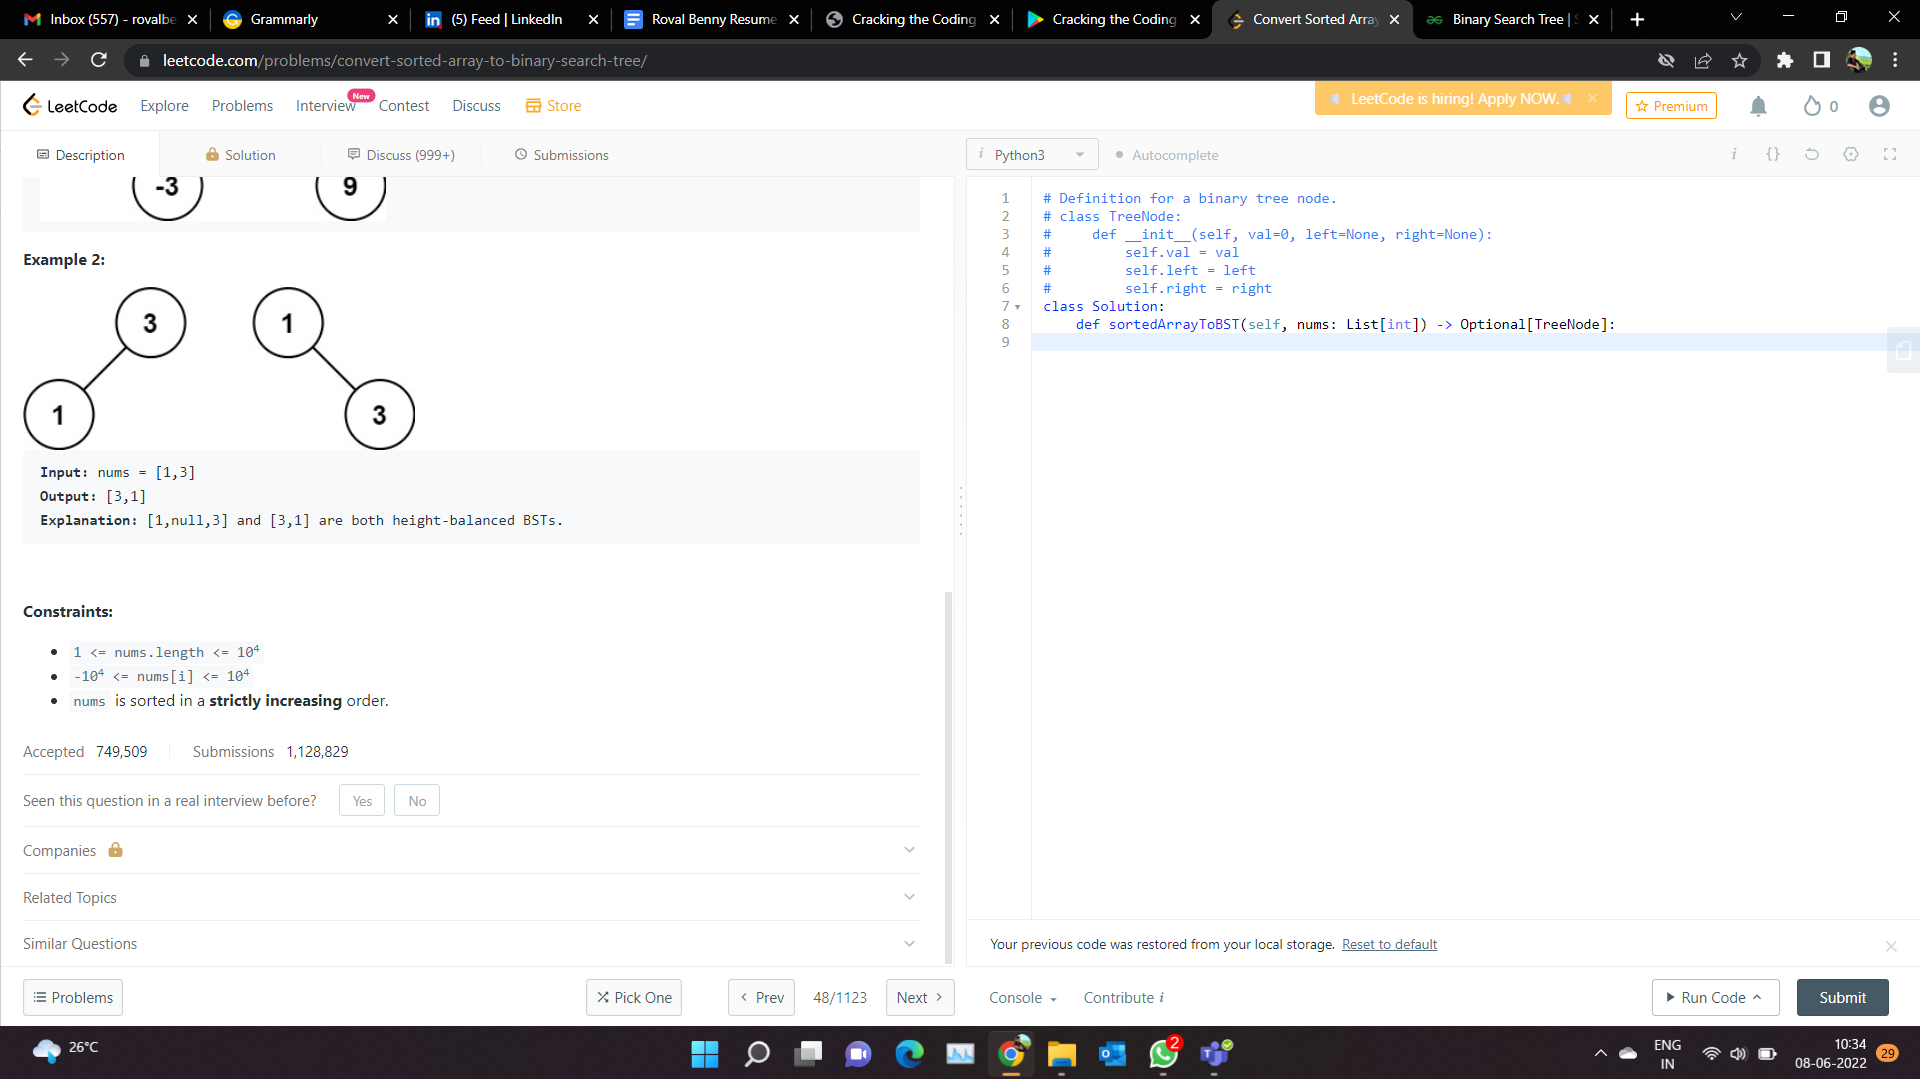 Inbox (557) - rovalbe
Grammarly
(5) Feed | LinkedIn
Roval Benny Resume
Cracking the Coding
Cracking the Coding
Convert Sorted Array
Binary Search Tree |
leetcode.com/problems/convert-sorted-array-to-binary-search-tree/
LeetCode
Explore
Problems
Interview
New
Contest
Discuss
Store
LeetCode is hiring! Apply NOW.
Premium
0
Description
Solution
Discuss (999+)
Submissions
i Python3
Autocomplete
i {}
-3 9
Example 2:
3 1
1 3
Input: nums = [1,3]
Output: [3,1]
Explanation: [1,null,3] and [3,1] are both height-balanced BSTs.
Constraints:
1 <= nums.length <= 10⁴
-10⁴ <= nums[i] <= 10⁴
nums is sorted in a strictly increasing order.
Accepted 749,509 Submissions 1,128,829
Seen this question in a real interview before? Yes No
Companies
Related Topics
Similar Questions
1 # Definition for a binary tree node.
2 # class TreeNode:
3 #     def __init__(self, val=0, left=None, right=None):
4 #         self.val = val
5 #         self.left = left
6 #         self.right = right
7 class Solution:
8     def sortedArrayToBST(self, nums: List[int]) -> Optional[TreeNode]:
9
Your previous code was restored from your local storage. Reset to default
Problems
Pick One
Prev
48/1123
Next
Console
Contribute i
Run Code
Submit
26°C
2
ENG
IN
10:34
08-06-2022
29